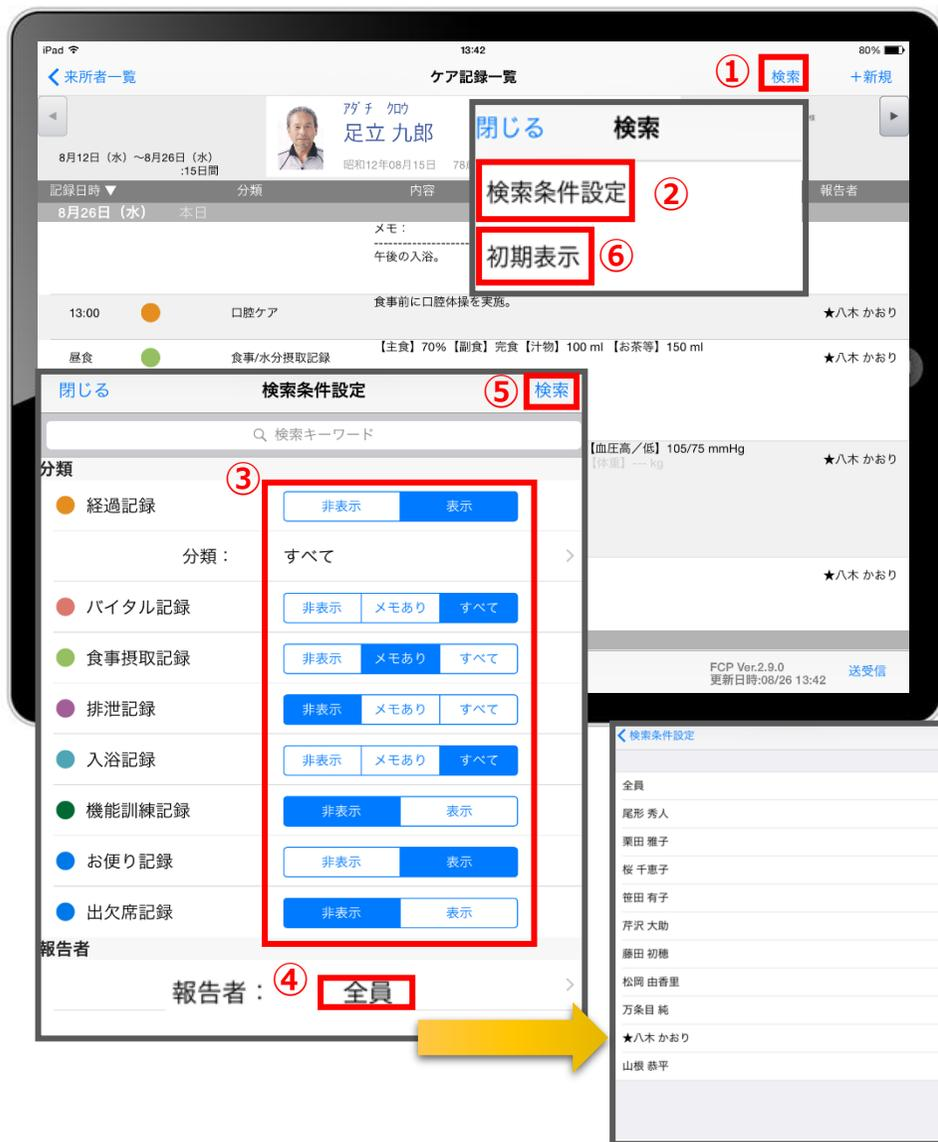 iPad 13:42 80%
来所者一覧 ケア記録一覧 ① 検索 +新規
アダチ クロウ
足立 九郎
8月12日（水）～8月26日（水）
:15日間
昭和12年08月15日 78
閉じる 検索
検索条件設定 ②
初期表示 ⑥
記録日時 ▼ 分類 内容 報告者
8月26日（水） 本日
メモ：
--------------------
午後の入浴。
13:00 口腔ケア 食事前に口腔体操を実施。 ★八木 かおり
昼食 食事/水分摂取記録 【主食】70%【副食】完食【汁物】100 ml 【お茶等】150 ml ★八木 かおり
【血圧高／低】105/75 mmHg
【体重】--- kg
★八木 かおり
★八木 かおり
FCP Ver.2.9.0
更新日時:08/26 13:42
送受信
閉じる 検索条件設定 ⑤ 検索
検索キーワード
分類
③
経過記録 非表示 表示
分類： すべて
バイタル記録 非表示 メモあり すべて
食事摂取記録 非表示 メモあり すべて
排泄記録 非表示 メモあり すべて
入浴記録 非表示 メモあり すべて
機能訓練記録 非表示 表示
お便り記録 非表示 表示
出欠席記録 非表示 表示
報告者
報告者： ④ 全員
検索条件設定
全員
尾形 秀人
栗田 雅子
桜 千恵子
笹田 有子
芹沢 大助
藤田 初穂
松岡 由香里
万条目 純
★八木 かおり
山根 恭平